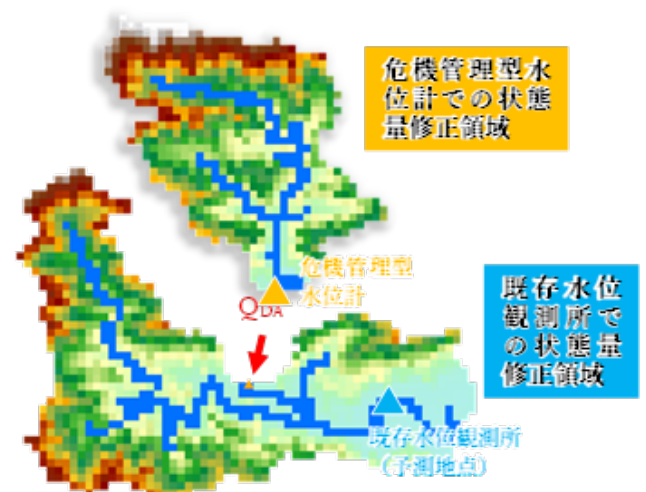 危機管理型水
位計での状態
量修正領域
危機管理型
水位計
QDA
既存水位
観測所で
の状態量
修正領域
既存水位観測所
（予測地点）